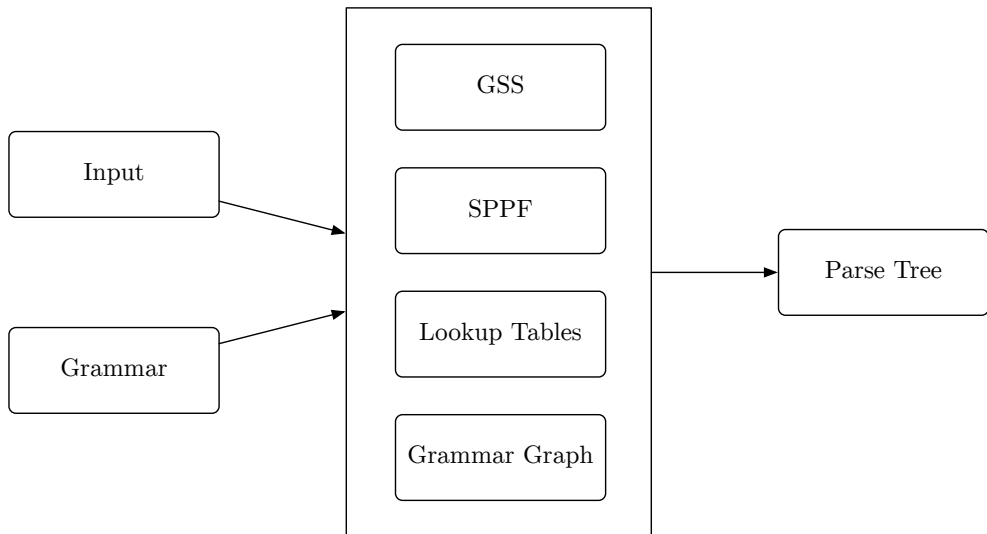 GSS
Input
SPPF
Parse Tree
Lookup Tables
Grammar
Grammar Graph